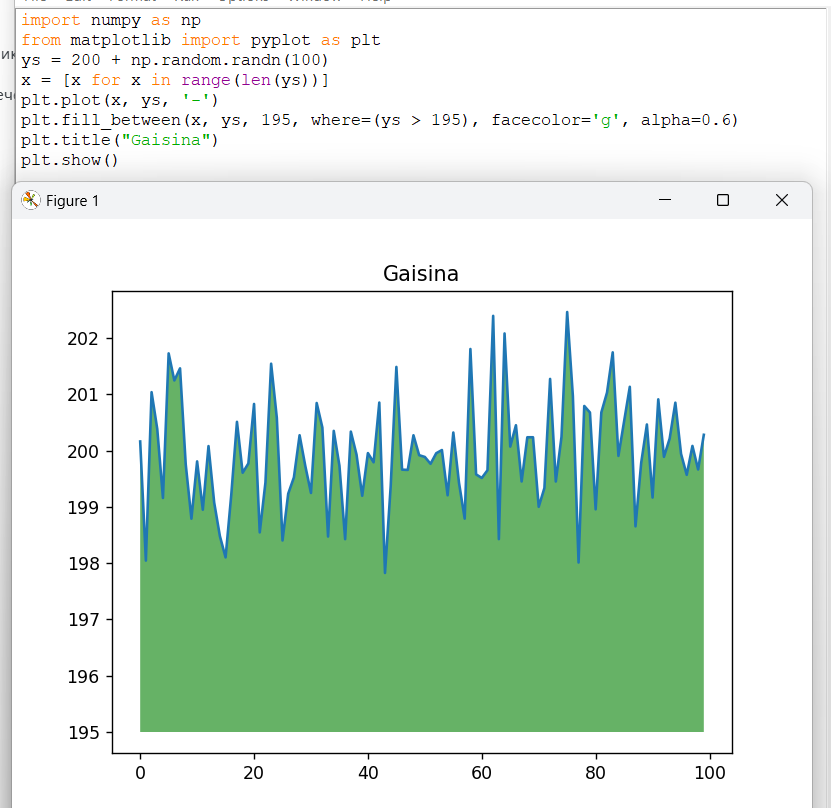 import numpy as np
from matplotlib import pyplot as plt
ys = 200 + np.random.randn(100)
x = [x for x in range(len(ys))]
plt.plot(x, ys, '-')
plt.fill_between(x, ys, 195, where=(ys > 195), facecolor='g', alpha=0.6)
plt.title("Gaisina")
plt.show()
Figure 1
Gaisina
202
201
200
199
198
197
196
195
0 20 40 60 80 100